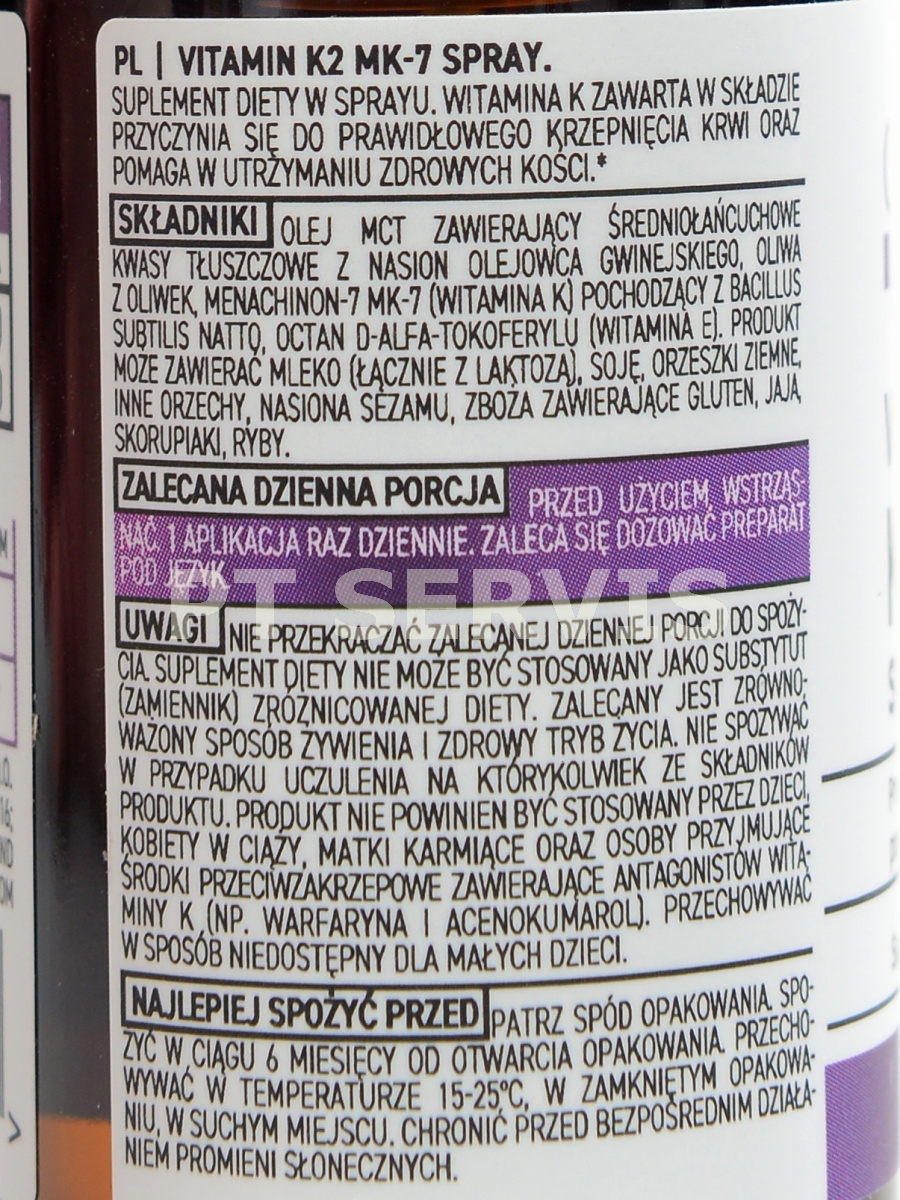 PL | VITAMIN K2 MK-7 SPRAY.
SUPLEMENT DIETY W SPRAYU. WITAMINA K ZAWARTA W SKŁADZIE
PRZYCZYNIA SIĘ DO PRAWIDŁOWEGO KRZEPNIĘCIA KRWI ORAZ
POMAGA W UTRZYMANIU ZDROWYCH KOŚCI.*
SKŁADNIKI OLEJ MCT ZAWIERAJĄCY ŚREDNIOŁAŃCUCHOWE
KWASY TŁUSZCZOWE Z NASION OLEJOWCA GWINEJSKIEGO, OLIWA
Z OLIWEK, MENACHINON-7 MK-7 (WITAMINA K) POCHODZĄCY Z BACILLUS
SUBTILIS NATTO, OCTAN D-ALFA-TOKOFERYLU (WITAMINA E). PRODUKT
MOŻE ZAWIERAĆ MLEKO (ŁĄCZNIE Z LAKTOZĄ), SOJĘ, ORZESZKI ZIEMNE,
INNE ORZECHY, NASIONA SEZAMU, ZBOŻA ZAWIERAJĄCE GLUTEN, JAJA,
SKORUPIAKI, RYBY.
ZALECANA DZIENNA PORCJA PRZED UŻYCIEM WSTRZĄS-
NĄĆ. 1 APLIKACJA RAZ DZIENNIE. ZALECA SIĘ DOZOWAĆ PREPARAT
POD JĘZYK.
PT SERVIS
UWAGI NIE PRZEKRACZAĆ ZALECANEJ DZIENNEJ PORCJI DO SPOŻY-
CIA. SUPLEMENT DIETY NIE MOŻE BYĆ STOSOWANY JAKO SUBSTYTUT
(ZAMIENNIK) ZRÓŻNICOWANEJ DIETY. ZALECANY JEST ZRÓWNO-
WAŻONY SPOSÓB ŻYWIENIA I ZDROWY TRYB ŻYCIA. NIE SPOŻYWAĆ
W PRZYPADKU UCZULENIA NA KTÓRYKOLWIEK ZE SKŁADNIKÓW
PRODUKTU. PRODUKT NIE POWINIEN BYĆ STOSOWANY PRZEZ DZIECI,
KOBIETY W CIĄŻY, MATKI KARMIĄCE ORAZ OSOBY PRZYJMUJĄCE
ŚRODKI PRZECIWZAKRZEPOWE ZAWIERAJĄCE ANTAGONISTÓW WITA-
MINY K (NP. WARFARYNA I ACENOKUMAROL). PRZECHOWYWAĆ
W SPOSÓB NIEDOSTĘPNY DLA MAŁYCH DZIECI.
NAJLEPIEJ SPOŻYĆ PRZED PATRZ SPÓD OPAKOWANIA. SPO-
ŻYĆ W CIĄGU 6 MIESIĘCY OD OTWARCIA OPAKOWANIA. PRZECHO-
WYWAĆ W TEMPERATURZE 15-25°C, W ZAMKNIĘTYM OPAKOWA-
NIU, W SUCHYM MIEJSCU. CHRONIĆ PRZED BEZPOŚREDNIM DZIAŁA-
NIEM PROMIENI SŁONECZNYCH.